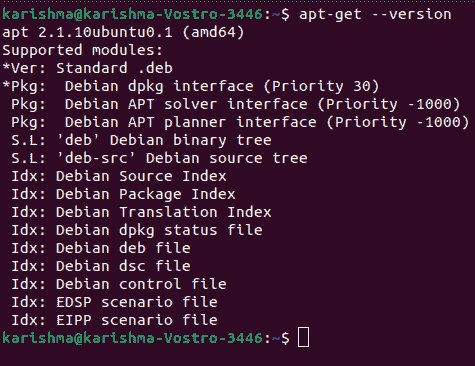 karishma@karishma-Vostro-3446:~$ apt-get --version
apt 2.1.10ubuntu0.1 (amd64)
Supported modules:
*Ver: Standard .deb
*Pkg:  Debian dpkg interface (Priority 30)
 Pkg:  Debian APT solver interface (Priority -1000)
 Pkg:  Debian APT planner interface (Priority -1000)
 S.L: 'deb' Debian binary tree
 S.L: 'deb-src' Debian source tree
 Idx: Debian Source Index
 Idx: Debian Package Index
 Idx: Debian Translation Index
 Idx: Debian dpkg status file
 Idx: Debian deb file
 Idx: Debian dsc file
 Idx: Debian control file
 Idx: EDSP scenario file
 Idx: EIPP scenario file
karishma@karishma-Vostro-3446:~$